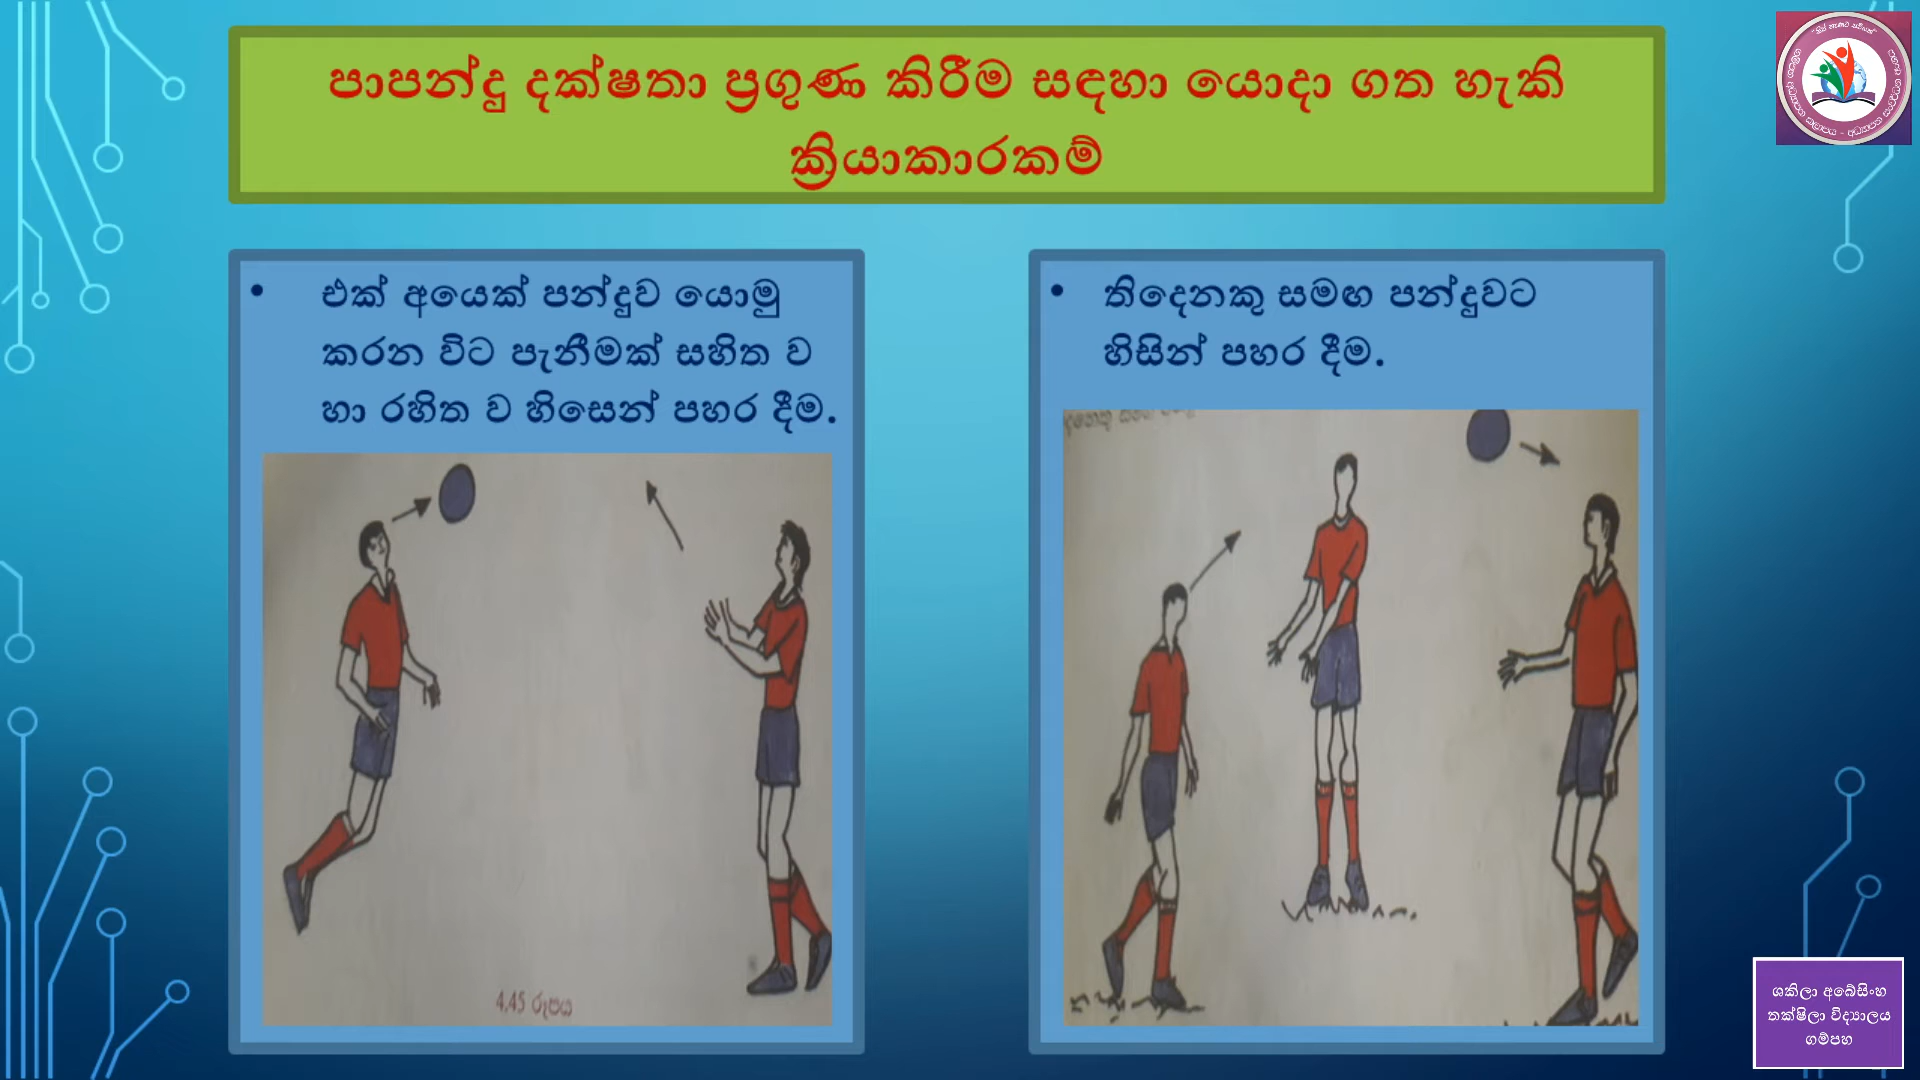 පාපන්දු දක්ෂතා ප්‍රගුණ කිරීම සඳහා යොදා ගත හැකි
ක්‍රියාකාරකම්
• එක් අයෙක් පන්දුව යොමු
කරන විට පැනීමක් සහිත ව
හා රහිත ව හිසෙන් පහර දීම.
4.45 රූපය
• තිදෙනකු සමඟ පන්දුවට
හිසින් පහර දීම.
ශකිලා අබේසිංහ
තක්ෂිලා විද්‍යාලය
ගම්පහ